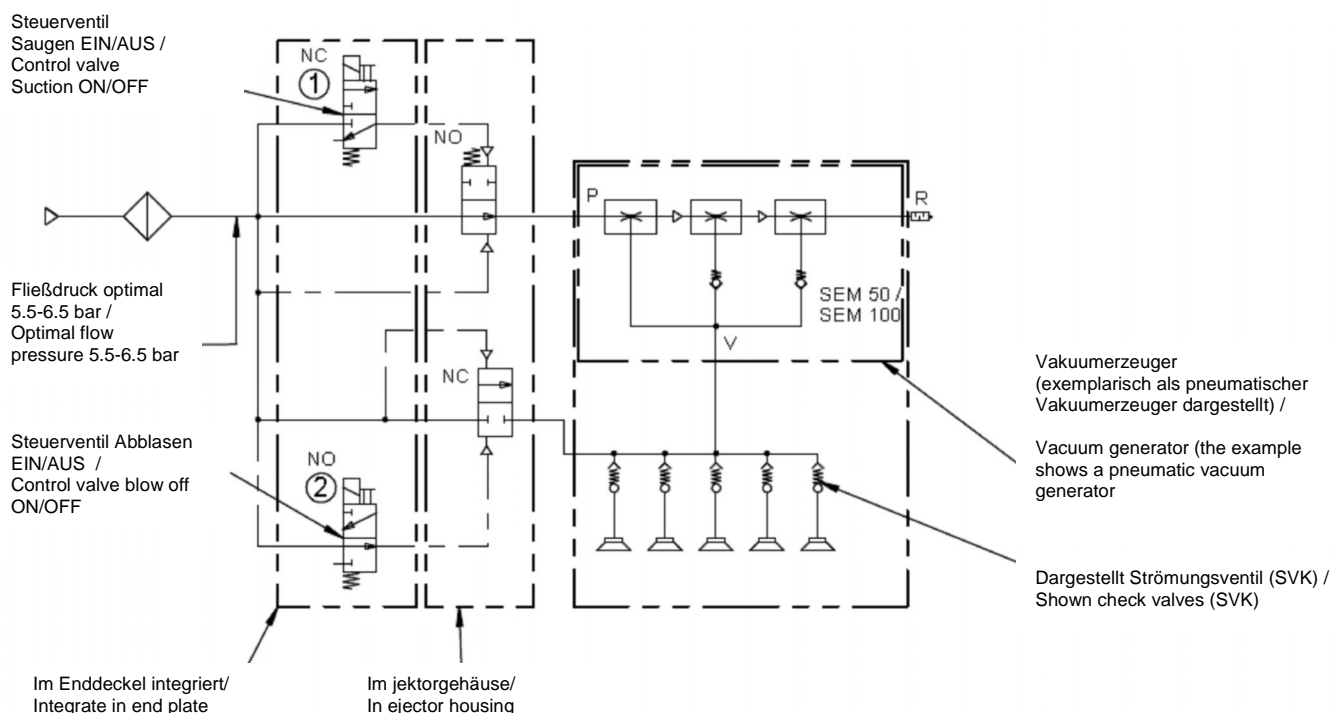 Steuerventil
Saugen EIN/AUS /
Control valve
Suction ON/OFF
NC
1
NO
P
R
SEM 50 /
SEM 100
V
Fließdruck optimal
5.5-6.5 bar /
Optimal flow
pressure 5.5-6.5 bar
NC
Steuerventil Abblasen
EIN/AUS /
Control valve blow off
ON/OFF
NO
2
Vakuumerzeuger
(exemplarisch als pneumatischer
Vakuumerzeuger dargestellt) /
Vacuum generator (the example
shows a pneumatic vacuum
generator
Dargestellt Strömungsventil (SVK) /
Shown check valves (SVK)
Im Enddeckel integriert/
Integrate in end plate
Im jektorgehäuse/
In ejector housing